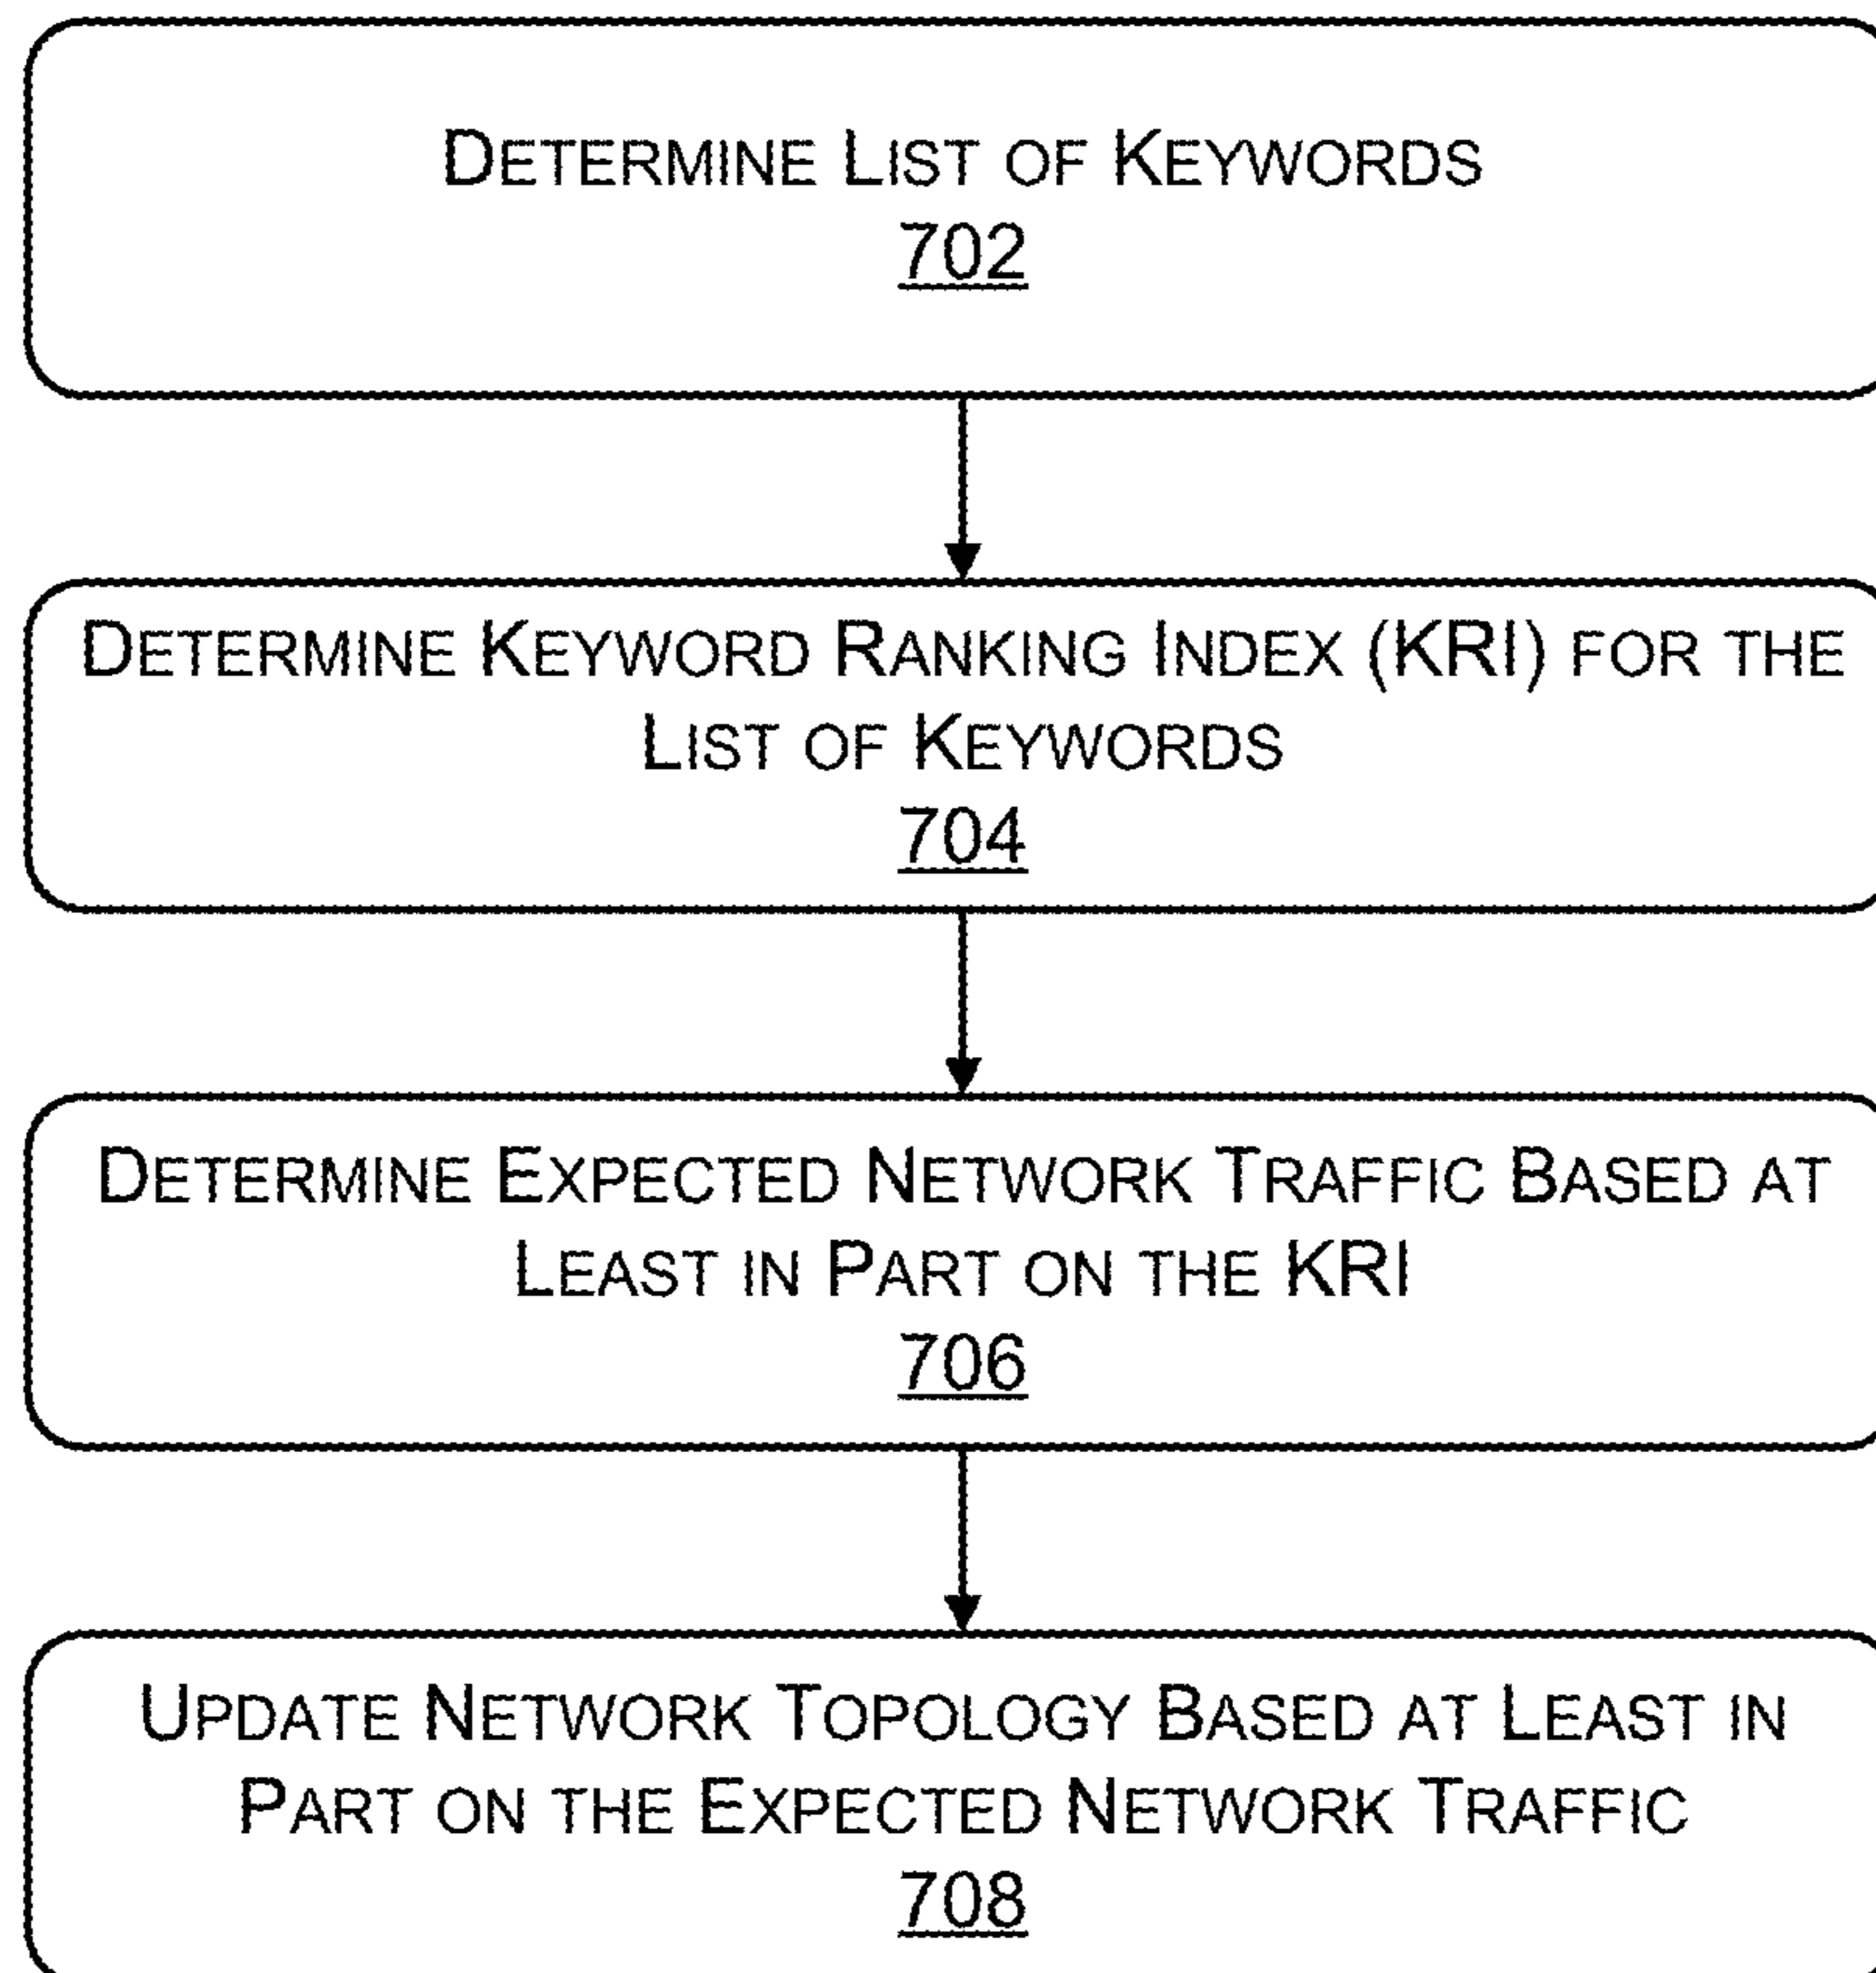 DETERMINE LIST OF KEYWORDS
702
DETERMINE KEYWORD RANKING INDEX (KRI) FOR THE
LIST OF KEYWORDS
704
DETERMINE EXPECTED NETWORK TRAFFIC BASED AT
LEAST IN PART ON THE KRI
706
UPDATE NETWORK TOPOLOGY BASED AT LEAST IN
PART ON THE EXPECTED NETWORK TRAFFIC
708